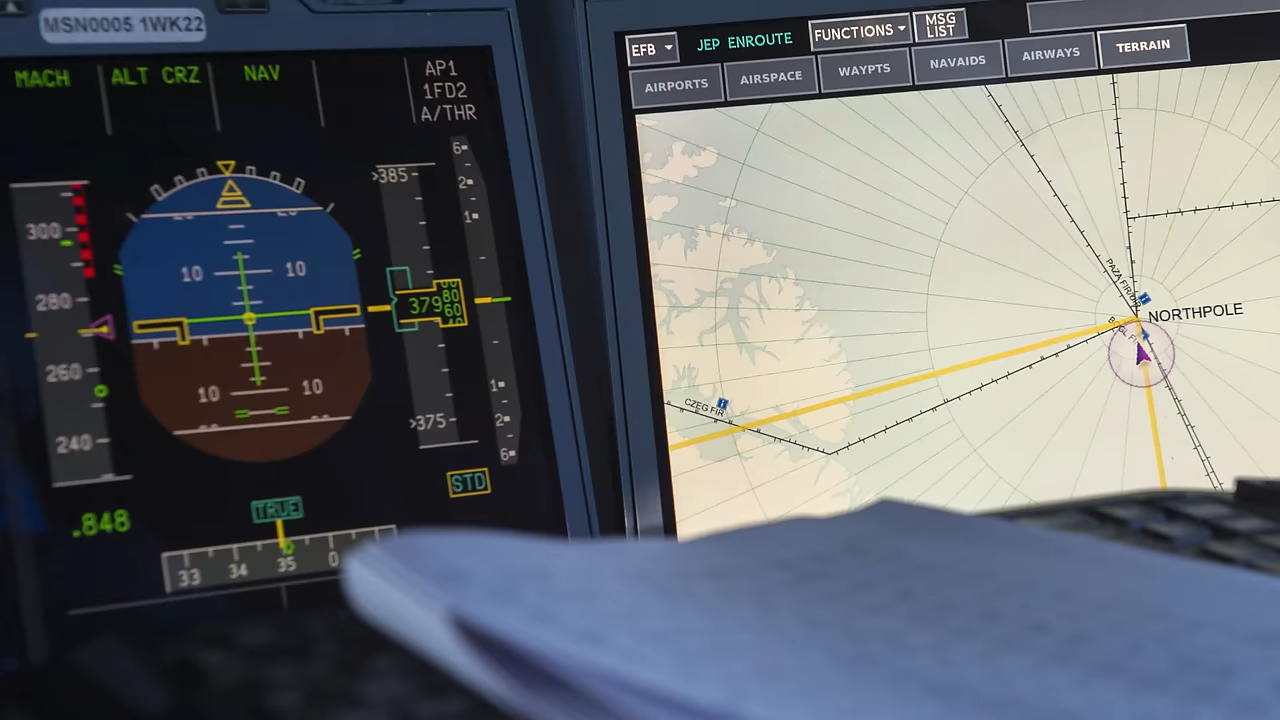 MSN0005 1WK22
MACH
ALT CRZ
NAV
AP1
1FD2
A/THR
6
2
1
>385
300
280
260
240
10 10
10 10
379
80
60
40
1
2
6
>375
STD
.848
TRUE
33 34 35 0
EFB
JEP ENROUTE
FUNCTIONS
MSG
LIST
AIRPORTS
AIRSPACE
WAYPTS
NAVAIDS
AIRWAYS
TERRAIN
NORTHPOLE
CZEG FIR